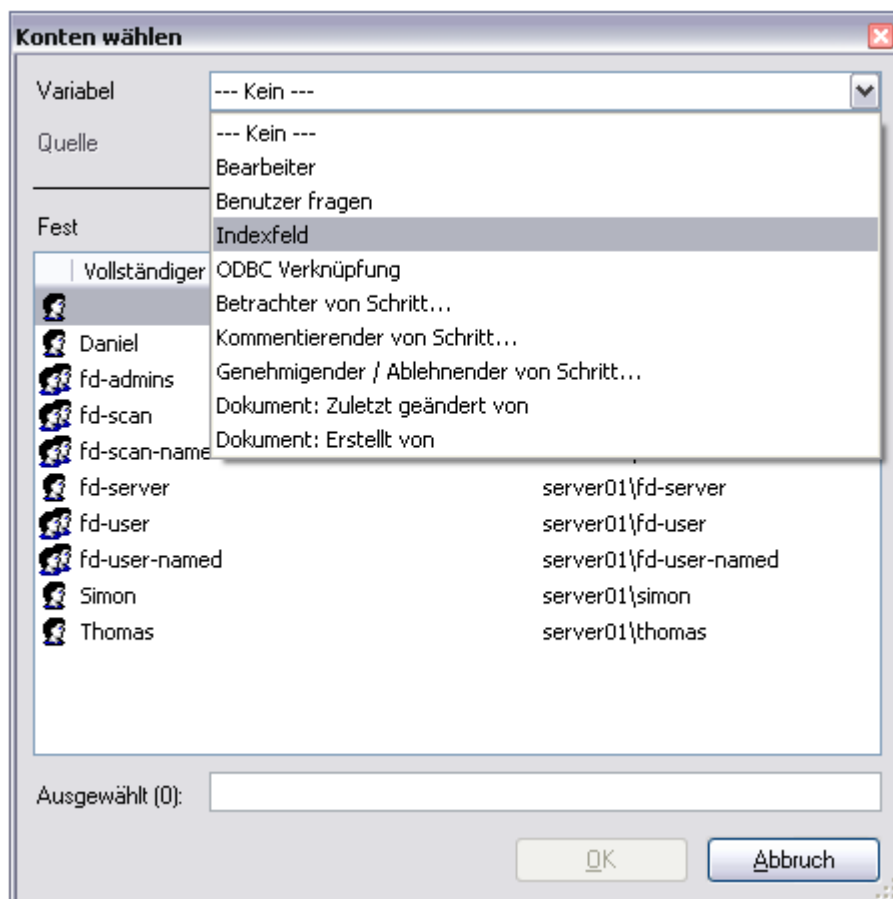 Konten wählen
Variabel
--- Kein ---
Quelle
--- Kein ---
Bearbeiter
Benutzer fragen
Indexfeld
ODBC Verknüpfung
Betrachter von Schritt...
Kommentierender von Schritt...
Genehmigender / Ablehnender von Schritt...
Dokument: Zuletzt geändert von
Dokument: Erstellt von
Fest
Vollständiger
Daniel
fd-admins
fd-scan
fd-scan-name
fd-server server01\fd-server
fd-user server01\fd-user
fd-user-named server01\fd-user-named
Simon server01\simon
Thomas server01\thomas
Ausgewählt (0):
OK Abbruch